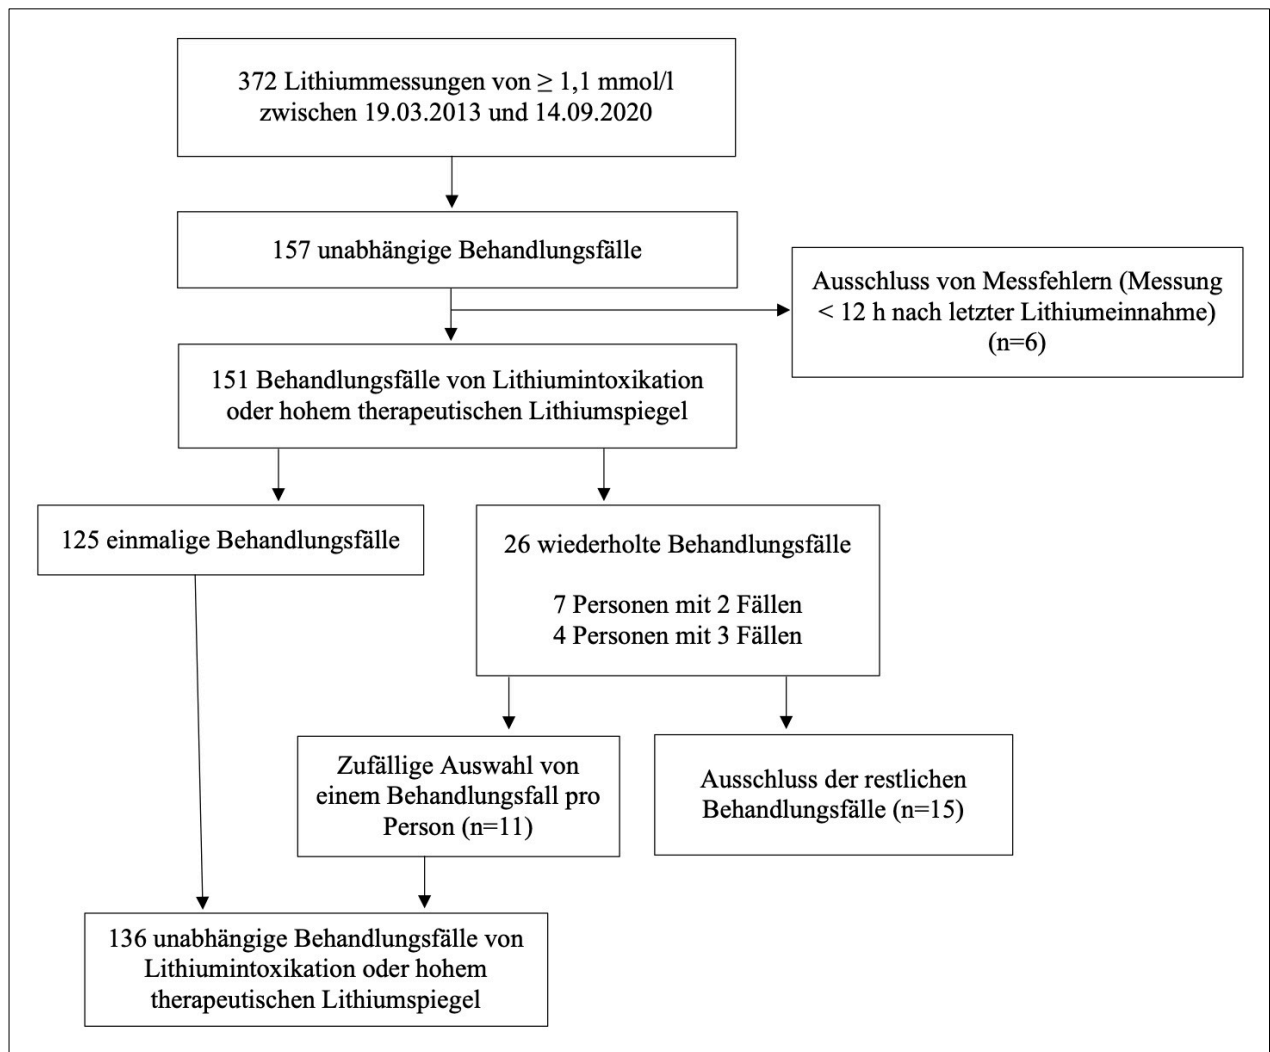 372 Lithiummessungen von ≥ 1,1 mmol/l
zwischen 19.03.2013 und 14.09.2020
157 unabhängige Behandlungsfälle
Ausschluss von Messfehlern (Messung
< 12 h nach letzter Lithiumeinnahme)
(n=6)
151 Behandlungsfälle von Lithiumintoxikation
oder hohem therapeutischen Lithiumspiegel
125 einmalige Behandlungsfälle
26 wiederholte Behandlungsfälle
7 Personen mit 2 Fällen
4 Personen mit 3 Fällen
Zufällige Auswahl von
einem Behandlungsfall pro
Person (n=11)
Ausschluss der restlichen
Behandlungsfälle (n=15)
136 unabhängige Behandlungsfälle von
Lithiumintoxikation oder hohem
therapeutischen Lithiumspiegel